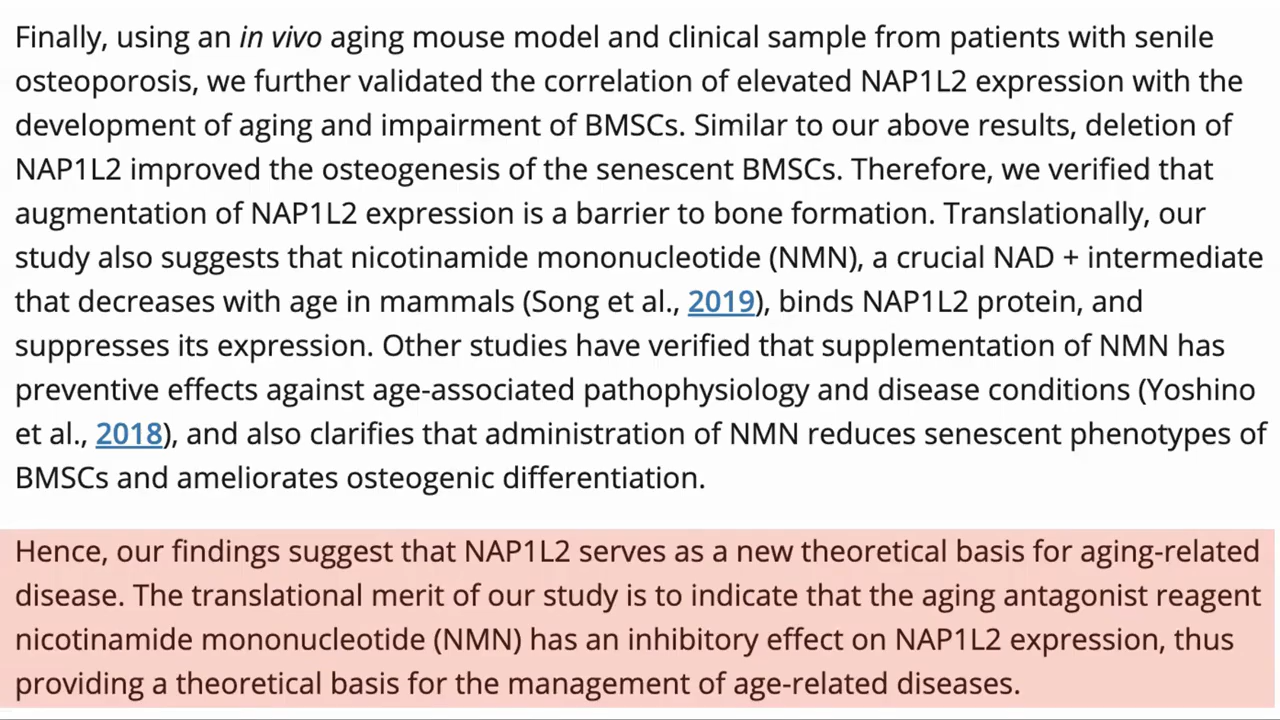 Finally, using an in vivo aging mouse model and clinical sample from patients with senile
osteoporosis, we further validated the correlation of elevated NAP1L2 expression with the
development of aging and impairment of BMSCs. Similar to our above results, deletion of
NAP1L2 improved the osteogenesis of the senescent BMSCs. Therefore, we verified that
augmentation of NAP1L2 expression is a barrier to bone formation. Translationally, our
study also suggests that nicotinamide mononucleotide (NMN), a crucial NAD + intermediate
that decreases with age in mammals (Song et al., 2019), binds NAP1L2 protein, and
suppresses its expression. Other studies have verified that supplementation of NMN has
preventive effects against age-associated pathophysiology and disease conditions (Yoshino
et al., 2018), and also clarifies that administration of NMN reduces senescent phenotypes of
BMSCs and ameliorates osteogenic differentiation.
Hence, our findings suggest that NAP1L2 serves as a new theoretical basis for aging-related
disease. The translational merit of our study is to indicate that the aging antagonist reagent
nicotinamide mononucleotide (NMN) has an inhibitory effect on NAP1L2 expression, thus
providing a theoretical basis for the management of age-related diseases.